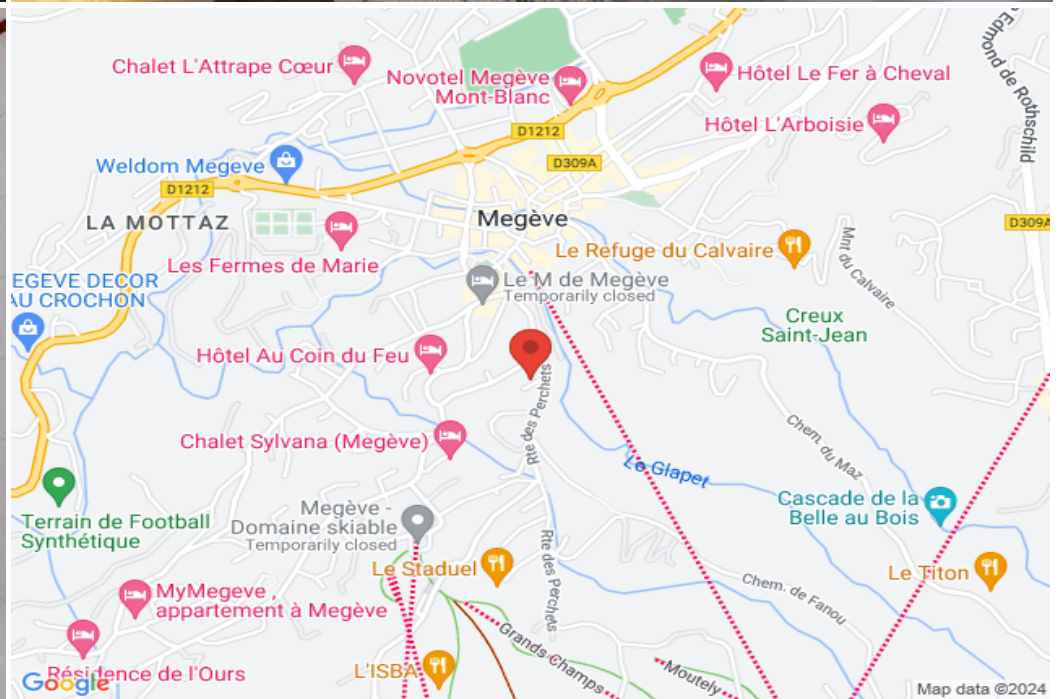 Edmond de Rothschild
Chalet L'Attrape Cœur
Novotel Megève
Mont-Blanc
Hôtel Le Fer à Cheval
Hôtel L'Arboisie
D1212
D309A
Weldom Megeve
D1212
LA MOTTAZ
Megève
D309A
Les Fermes de Marie
Le Refuge du Calvaire
Mnt du Calvaire
EGEVE DECOR
AU CROCHON
Le M de Megève
Temporarily closed
Creux
Saint-Jean
Hôtel Au Coin du Feu
Rte des Perchets
Chalet Sylvana (Megève)
Chem. du Maz
Le Glapet
Terrain de Football
Synthétique
Megève -
Domaine skiable
Temporarily closed
Cascade de la
Belle au Bois
Rte des Perchets
Le Staduel
Le Titon
Chem. de Fanou
MyMegeve ,
appartement à Megève
Grands Champs
Résidence de l'Ours
L'ISBA
Moutely
Google
Map data ©2024